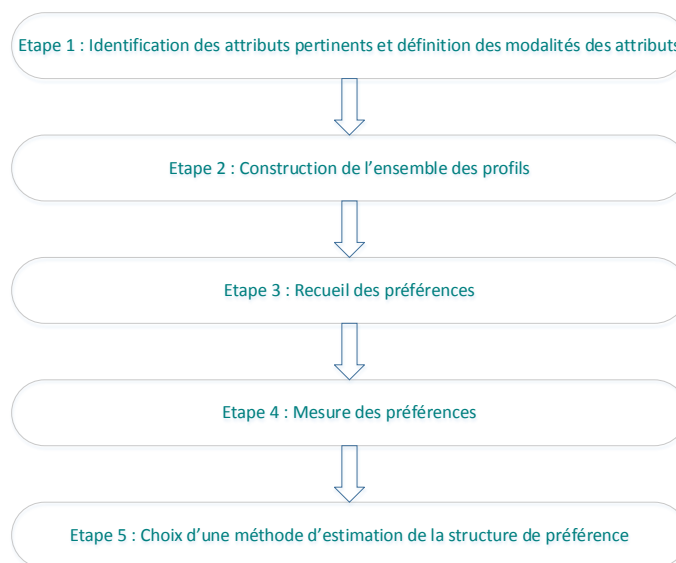 Etape 1 : Identification des attributs pertinents et définition des modalités des attributs
Etape 2 : Construction de l’ensemble des profils
Etape 3 : Recueil des préférences
Etape 4 : Mesure des préférences
Etape 5 : Choix d’une méthode d’estimation de la structure de préférence